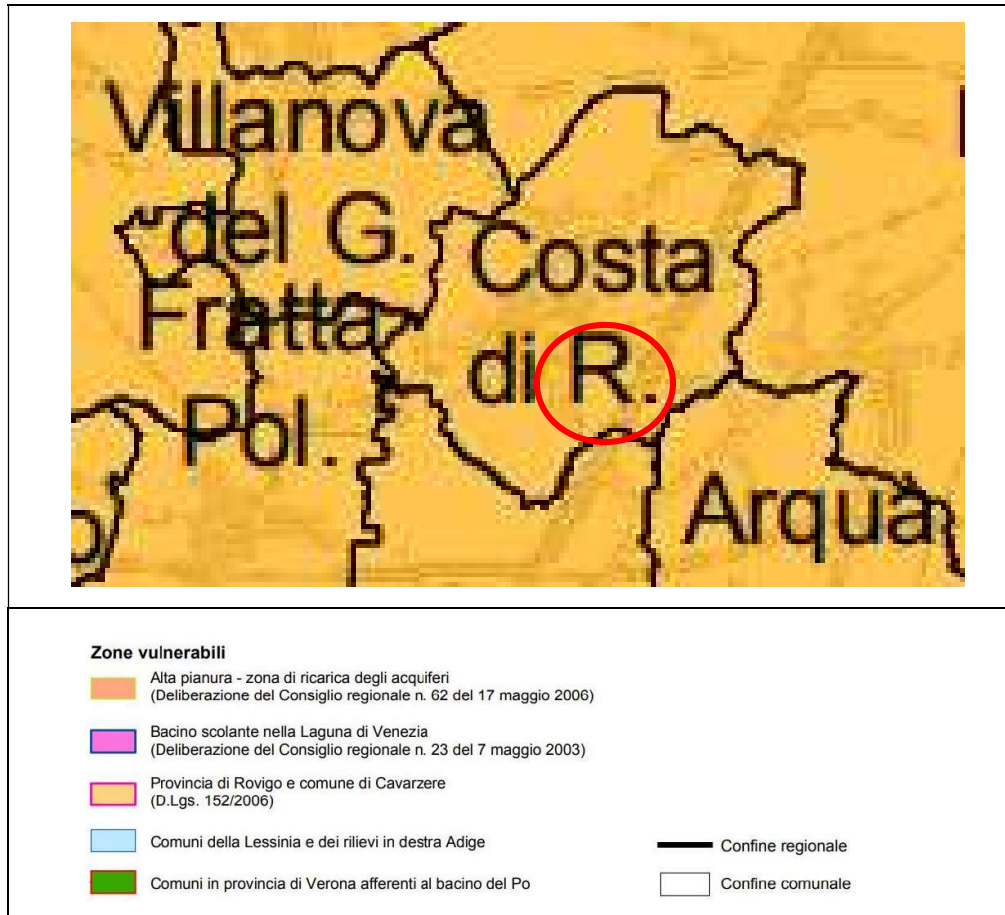 Villanova
del G.
Fratta
Pol.
Costa
di R.
Arqua
Zone vulnerabili
Alta pianura - zona di ricarica degli acquiferi
(Deliberazione del Consiglio regionale n. 62 del 17 maggio 2006)
Bacino scolante nella Laguna di Venezia
(Deliberazione del Consiglio regionale n. 23 del 7 maggio 2003)
Provincia di Rovigo e comune di Cavarzere
(D.Lgs. 152/2006)
Comuni della Lessinia e dei rilievi in destra Adige
Comuni in provincia di Verona afferenti al bacino del Po
Confine regionale
Confine comunale